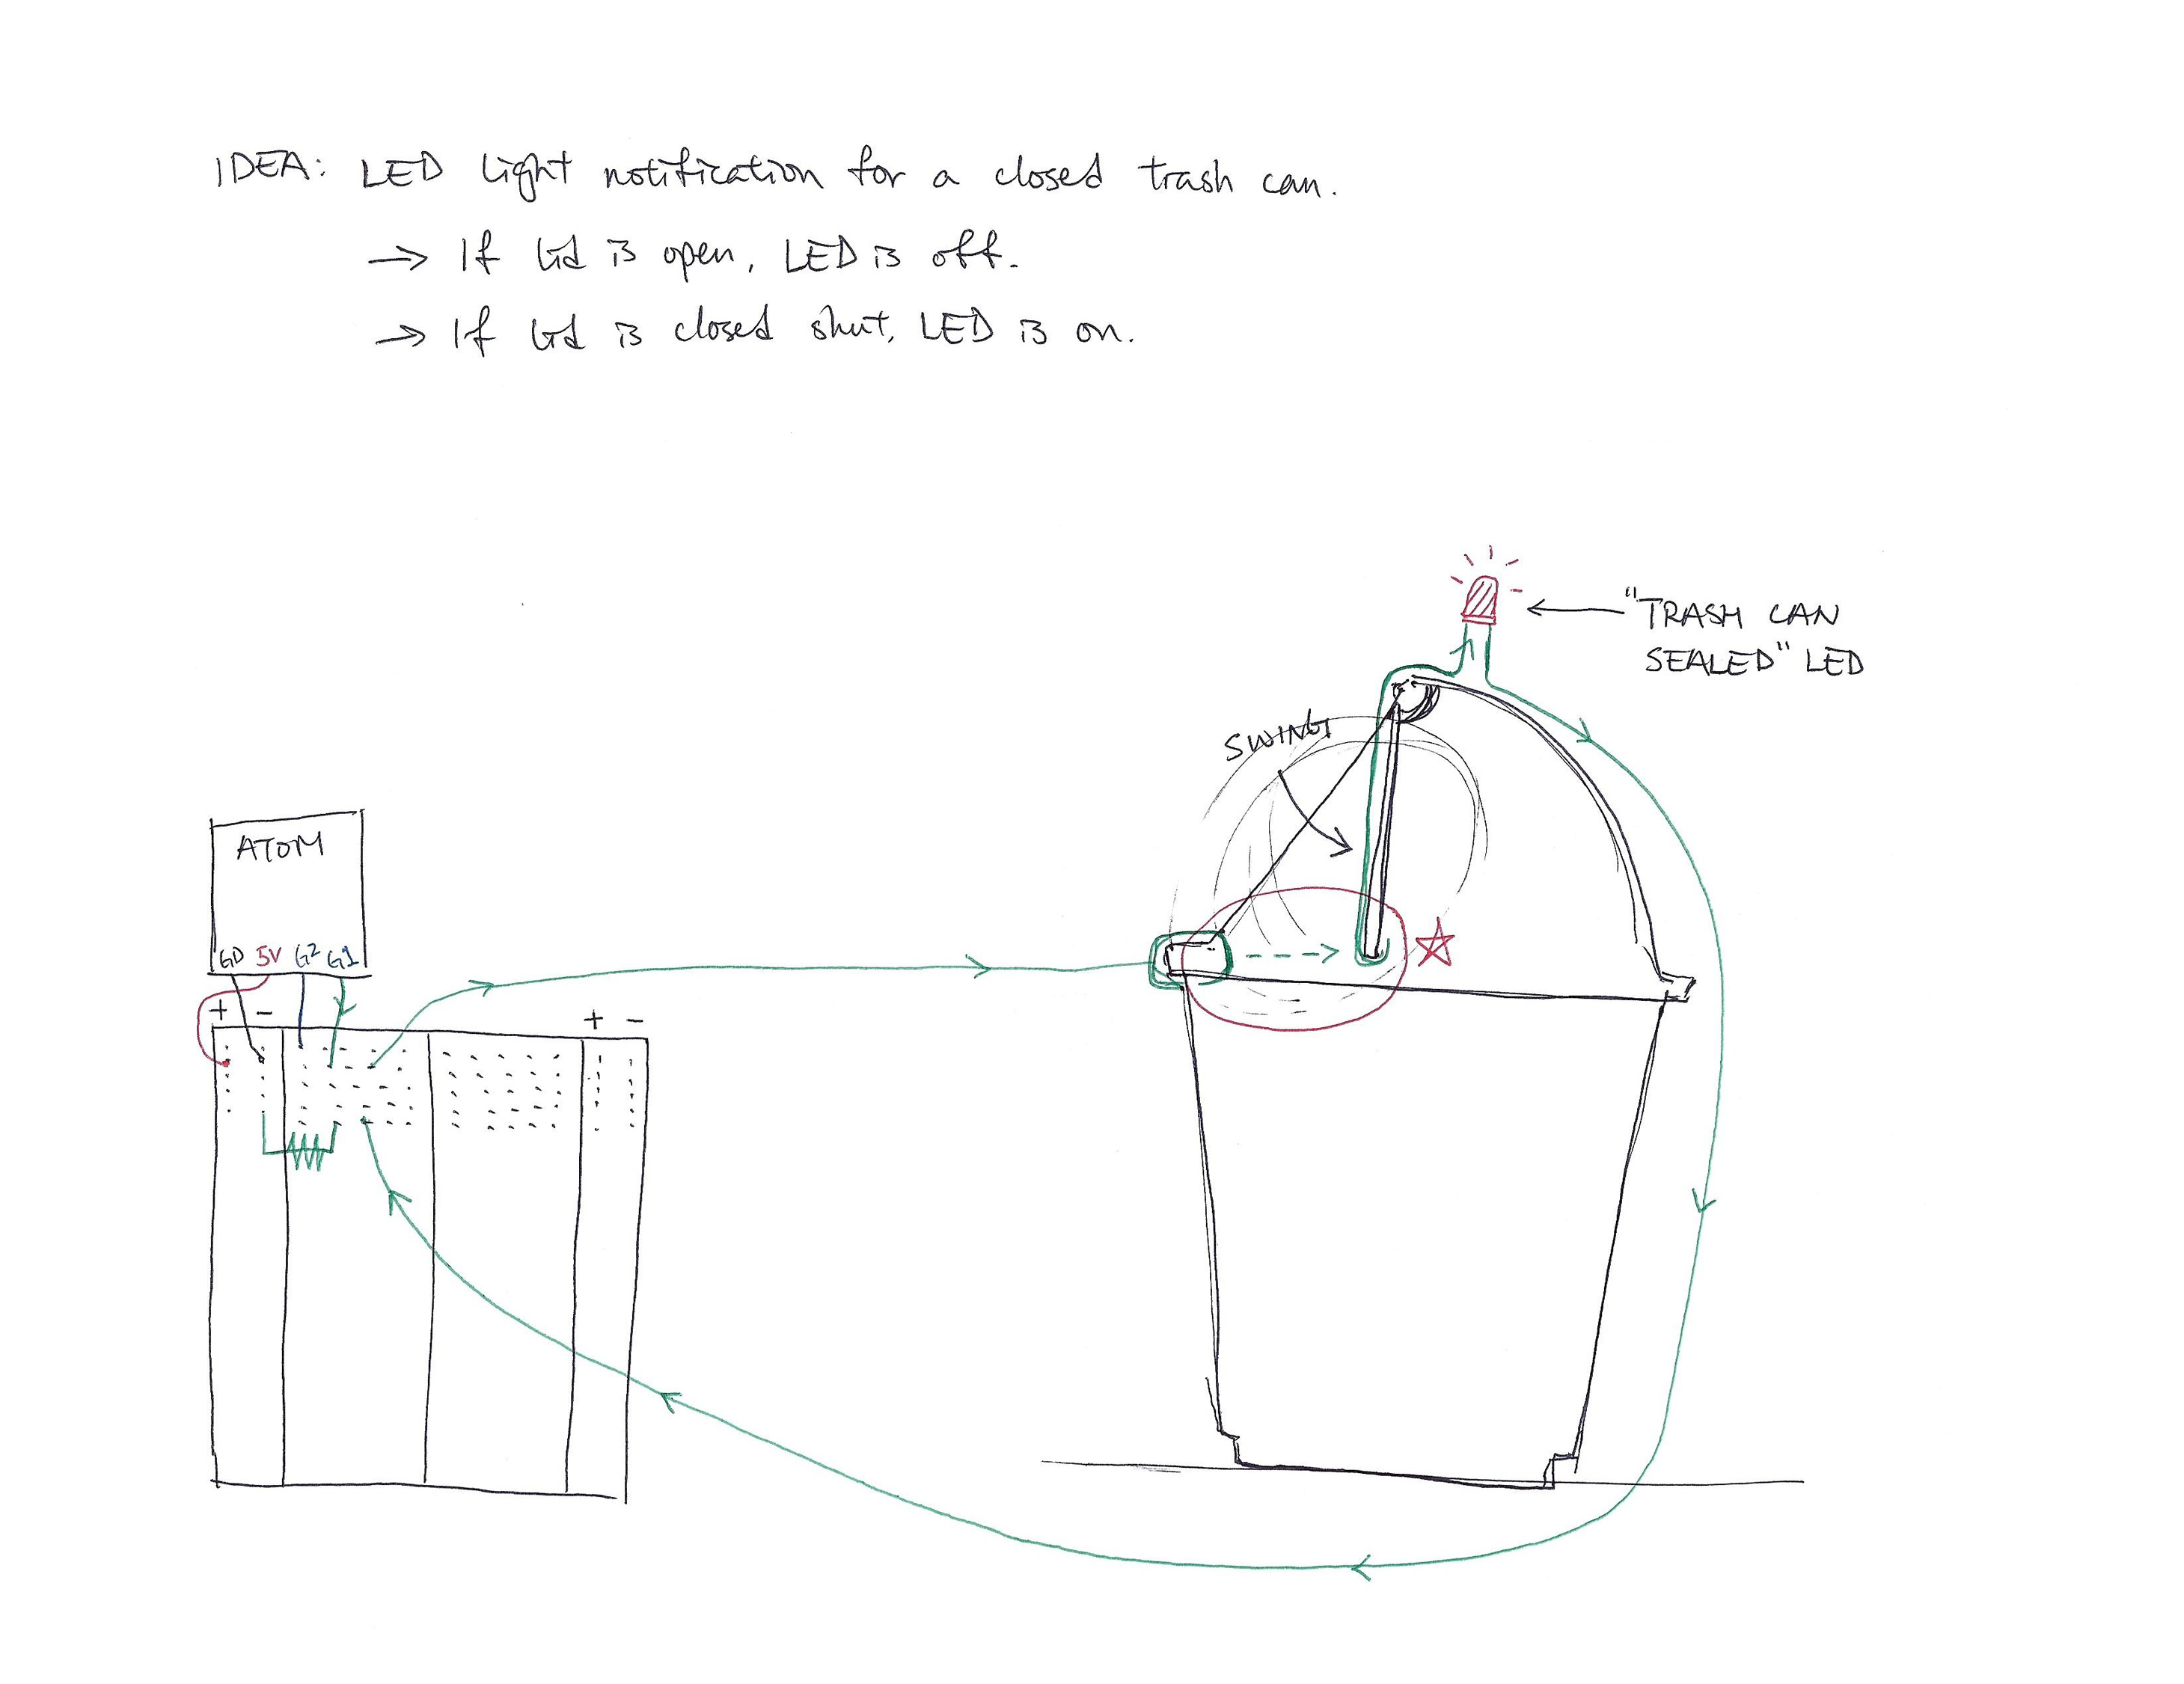 IDEA: LED light notification for a closed trash can.
→ If lid is open, LED is off.
→ If lid is closed shut, LED is on.
"TRASH CAN
SEALED" LED
SWING
ATOM
GD 5V G2 G1
+ -
+ -